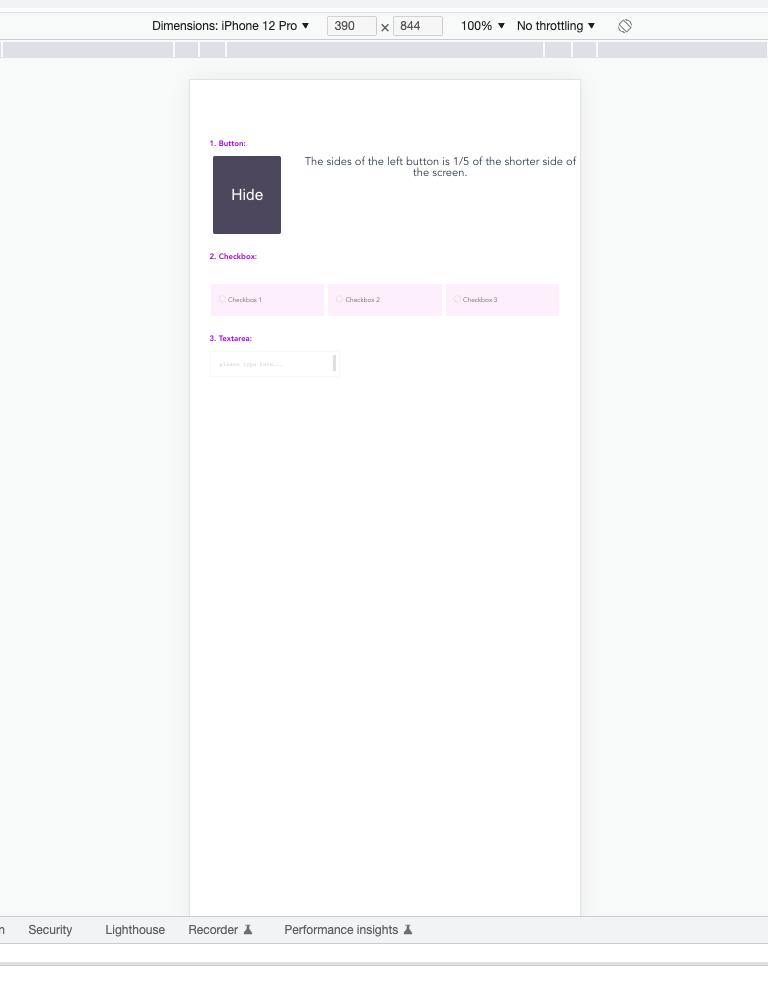 Dimensions: iPhone 12 Pro ▼ 390 × 844 100% ▼ No throttling ▼
1. Button:
Hide
The sides of the left button is 1/5 of the shorter side of
the screen.
2. Checkbox:
Checkbox 1 Checkbox 2 Checkbox 3
3. Textarea:
please type here...
n Security Lighthouse Recorder Performance insights